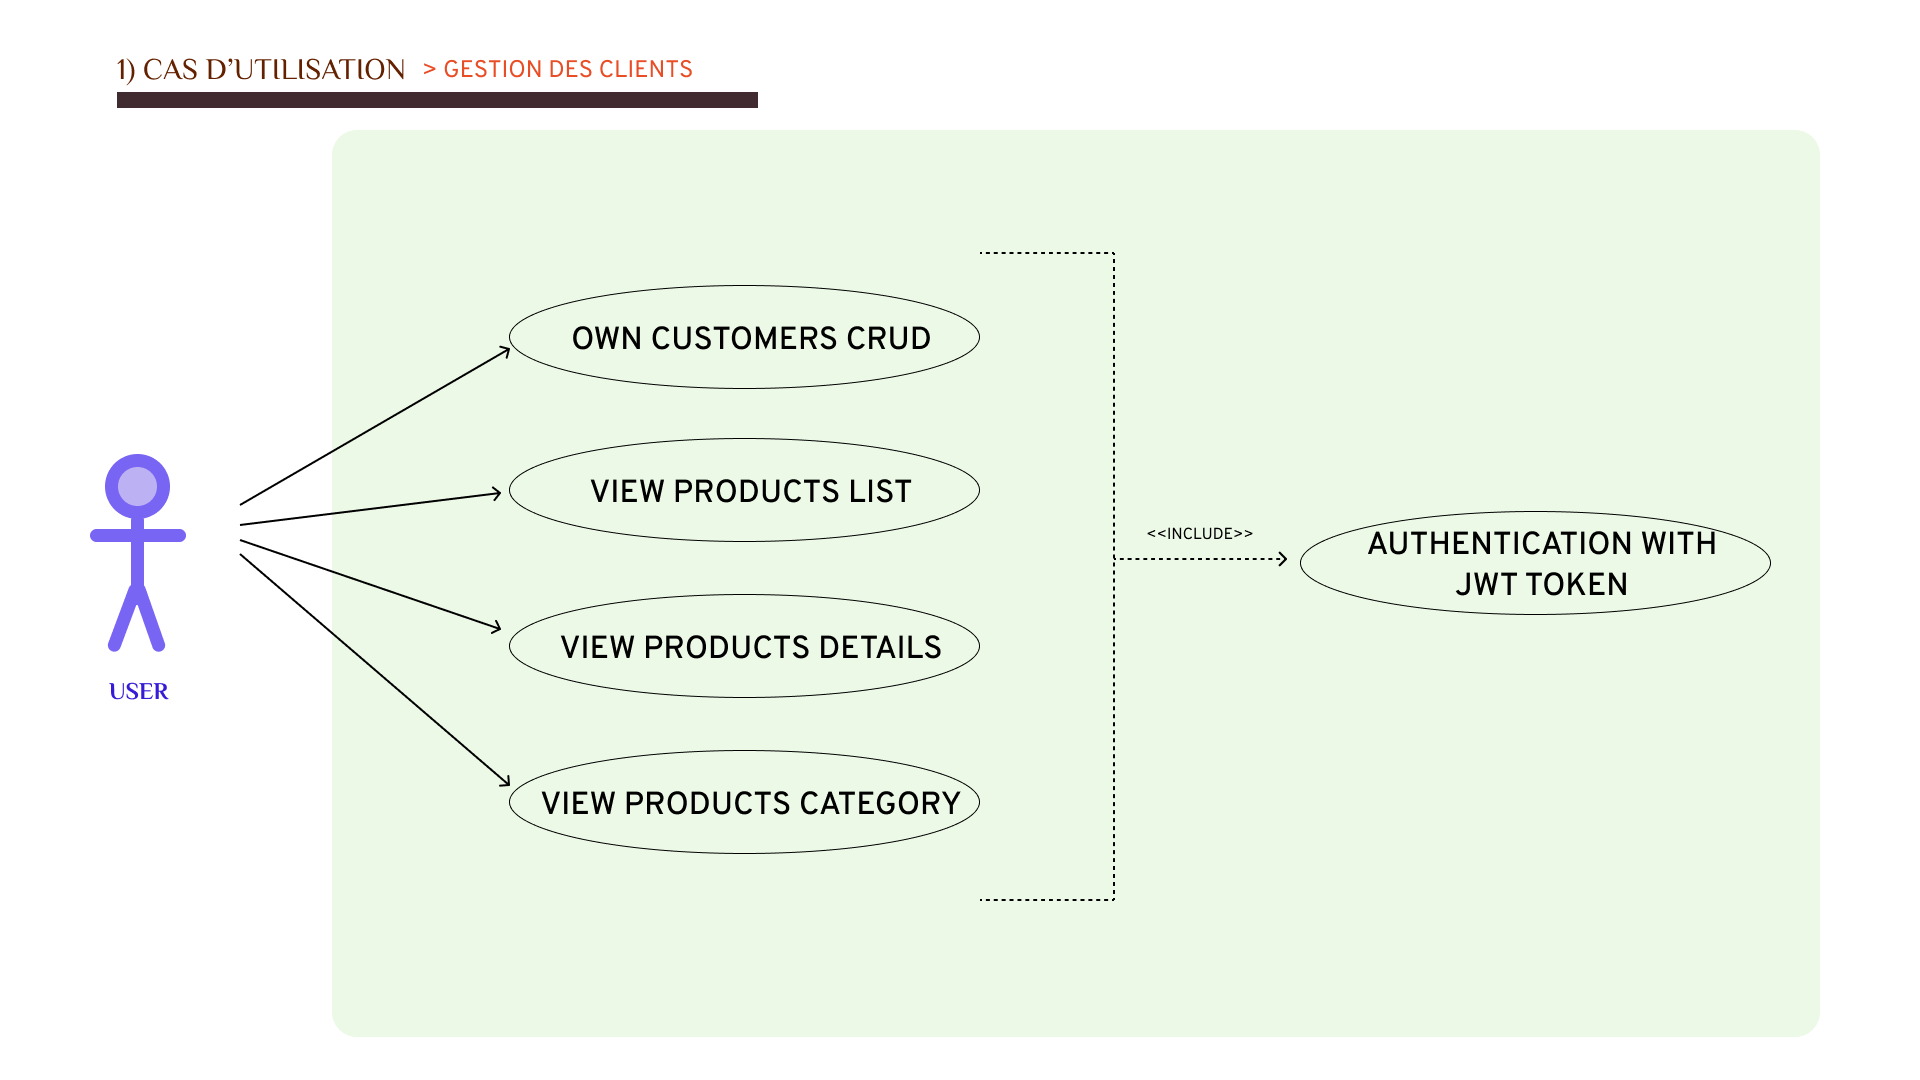 1) CAS D’UTILISATION > GESTION DES CLIENTS
OWN CUSTOMERS CRUD
VIEW PRODUCTS LIST
<<INCLUDE>>
AUTHENTICATION WITH
JWT TOKEN
VIEW PRODUCTS DETAILS
USER
VIEW PRODUCTS CATEGORY